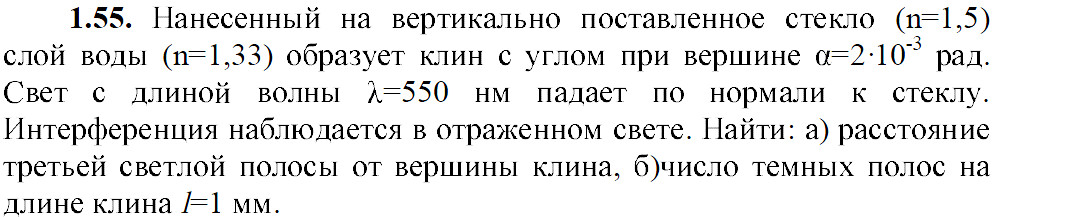 1.55. Нанесенный на вертикально поставленное стекло (n=1,5)
слой воды (n=1,33) образует клин с углом при вершине α=2·10⁻³ рад.
Свет с длиной волны λ=550 нм падает по нормали к стеклу.
Интерференция наблюдается в отраженном свете. Найти: а) расстояние
третьей светлой полосы от вершины клина, б)число темных полос на
длине клина l=1 мм.